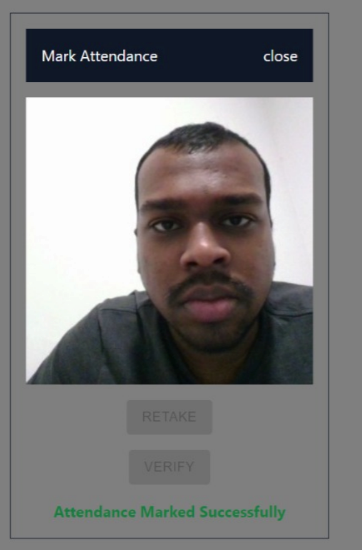 Mark Attendance close
RETAKE
VERIFY
Attendance Marked Successfully